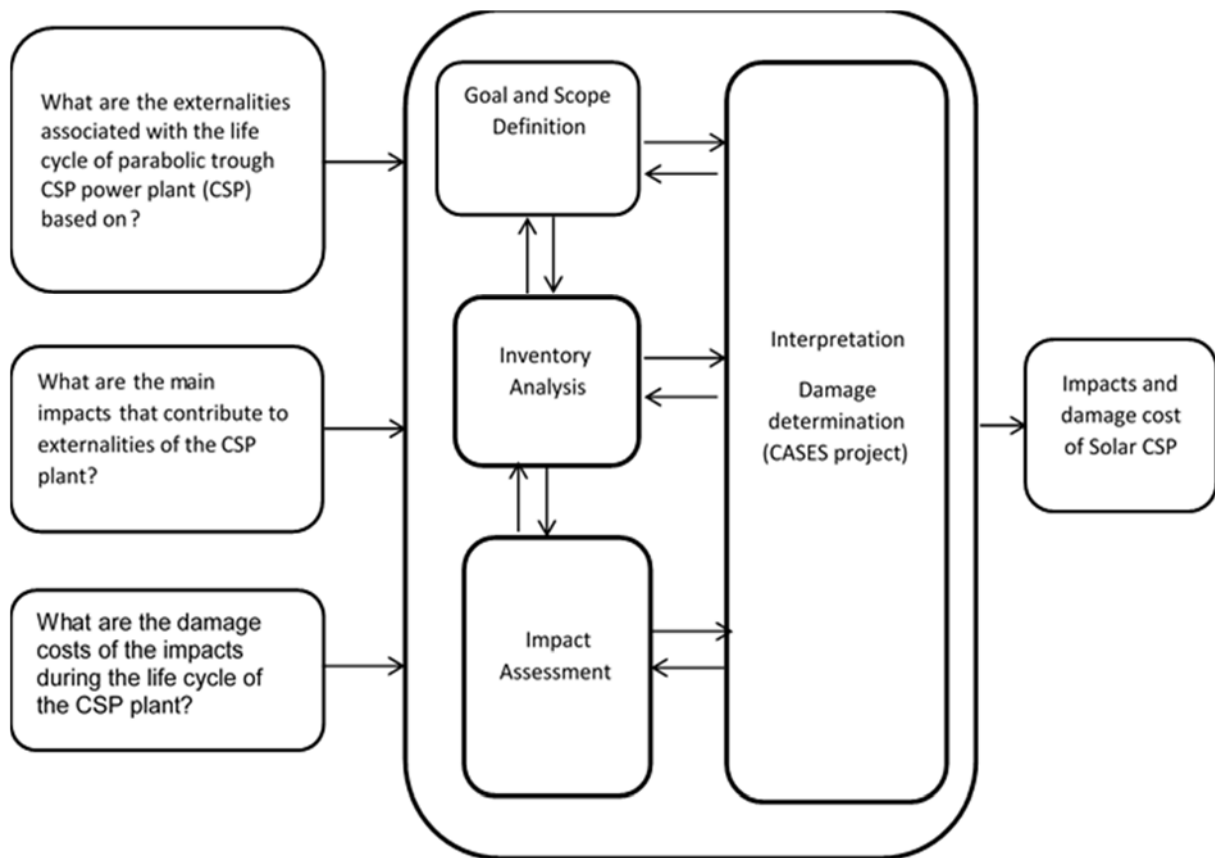 What are the externalities
associated with the life
cycle of parabolic trough
CSP power plant (CSP)
based on?
What are the main
impacts that contribute to
externalities of the CSP
plant?
What are the damage
costs of the impacts
during the life cycle of
the CSP plant?
Goal and Scope
Definition
Inventory
Analysis
Impact
Assessment
Interpretation
Damage
determination
(CASES project)
Impacts and
damage cost
of Solar CSP